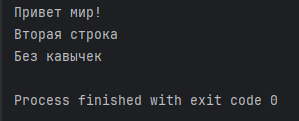 Привет мир!
Вторая строка
Без кавычек
Process finished with exit code 0